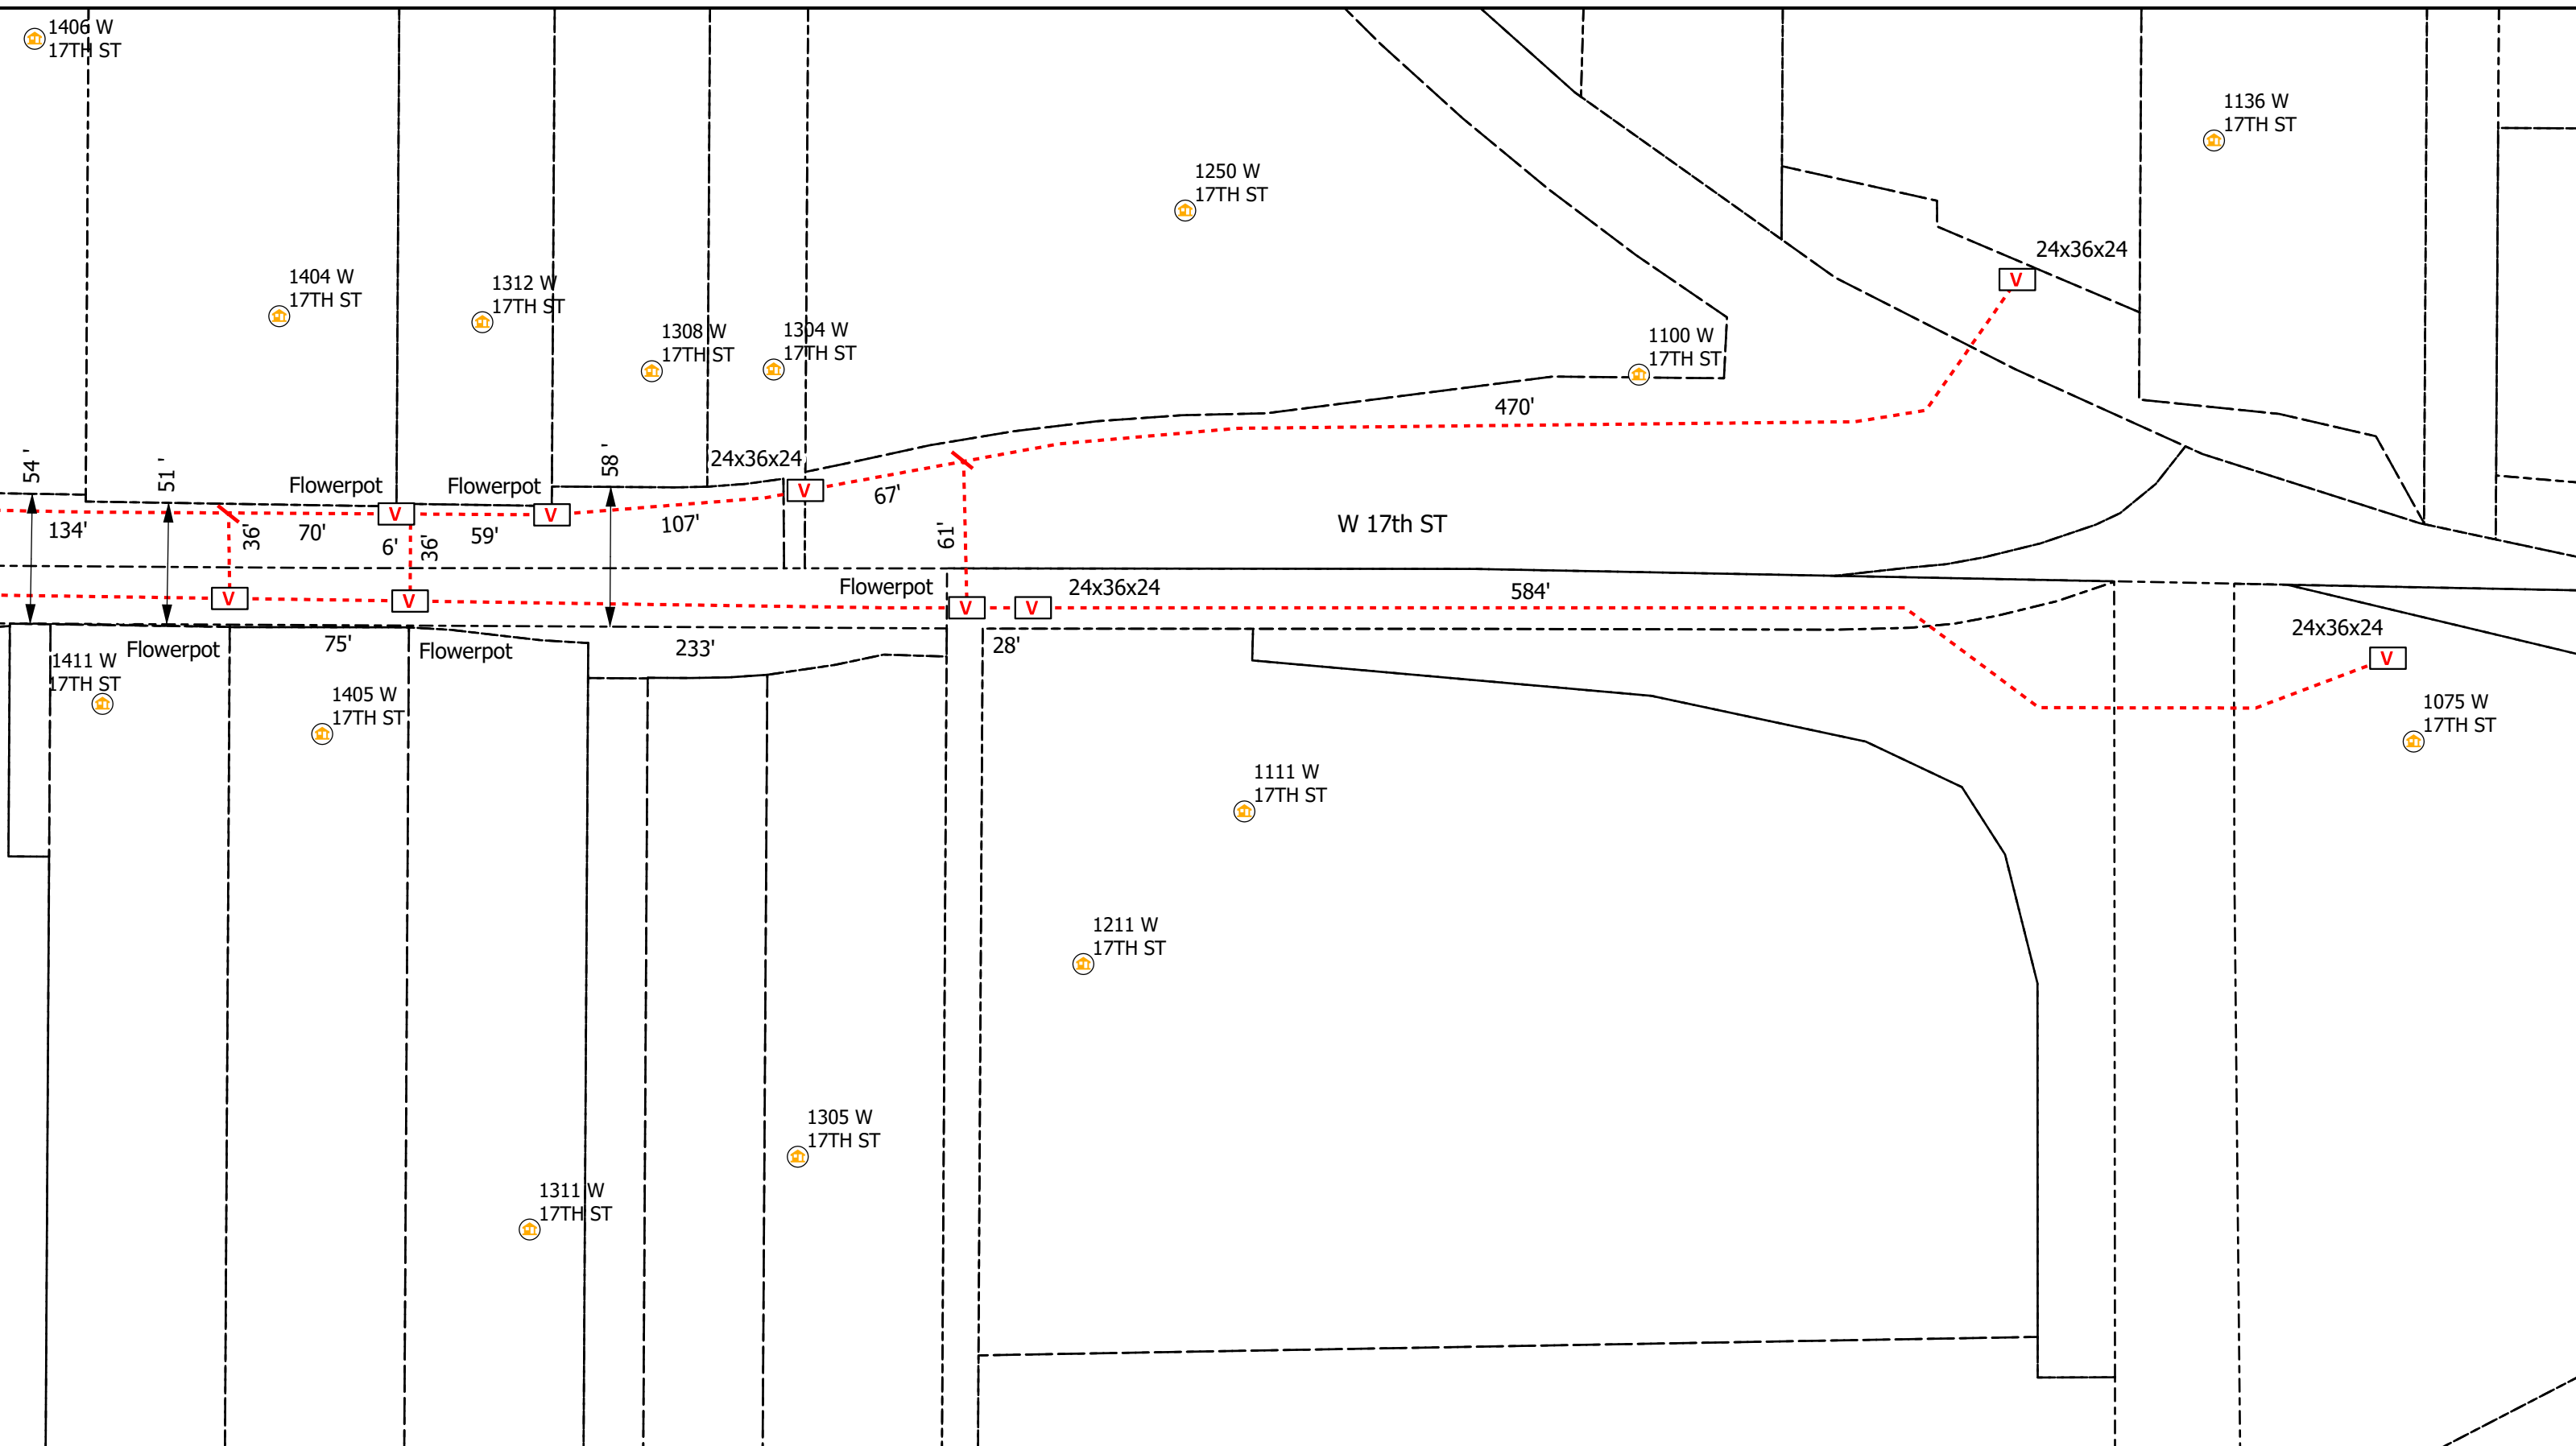 1406 W
17TH ST
1136 W
17TH ST
1250 W
17TH ST
24x36x24
1404 W
17TH ST
1312 W
17TH ST
1308 W
17TH ST
1304 W
17TH ST
1100 W
17TH ST
V
470'
54 '
51 '
58 '
24x36x24
Flowerpot
Flowerpot
V
V
V
67'
134'
36'
70'
6'
36'
59'
107'
61'
W 17th ST
Flowerpot
24x36x24
584'
V
V
V
V
Flowerpot
75'
Flowerpot
233'
28'
24x36x24
V
1411 W
17TH ST
1405 W
17TH ST
1075 W
17TH ST
1111 W
17TH ST
1211 W
17TH ST
1305 W
17TH ST
1311 W
17TH ST